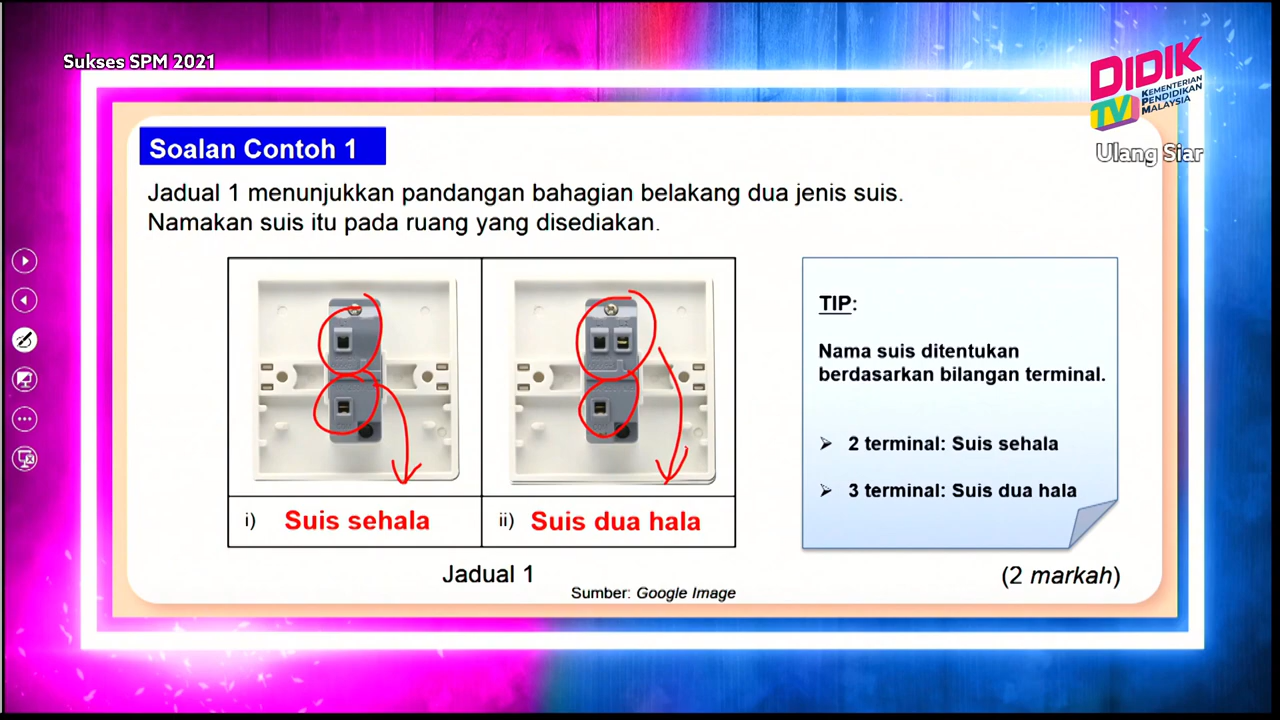 Sukses SPM 2021
DIDIK
TV
KEMENTERIAN
PENDIDIKAN
MALAYSIA
Ulang Siar
Soalan Contoh 1
Jadual 1 menunjukkan pandangan bahagian belakang dua jenis suis.
Namakan suis itu pada ruang yang disediakan.
i) Suis sehala
ii) Suis dua hala
Jadual 1
Sumber: Google Image
TIP:
Nama suis ditentukan
berdasarkan bilangan terminal.
➢ 2 terminal: Suis sehala
➢ 3 terminal: Suis dua hala
(2 markah)